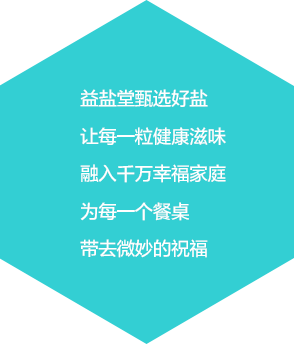 益盐堂甄选好盐
让每一粒健康滋味
融入千万幸福家庭
为每一个餐桌
带去微妙的祝福